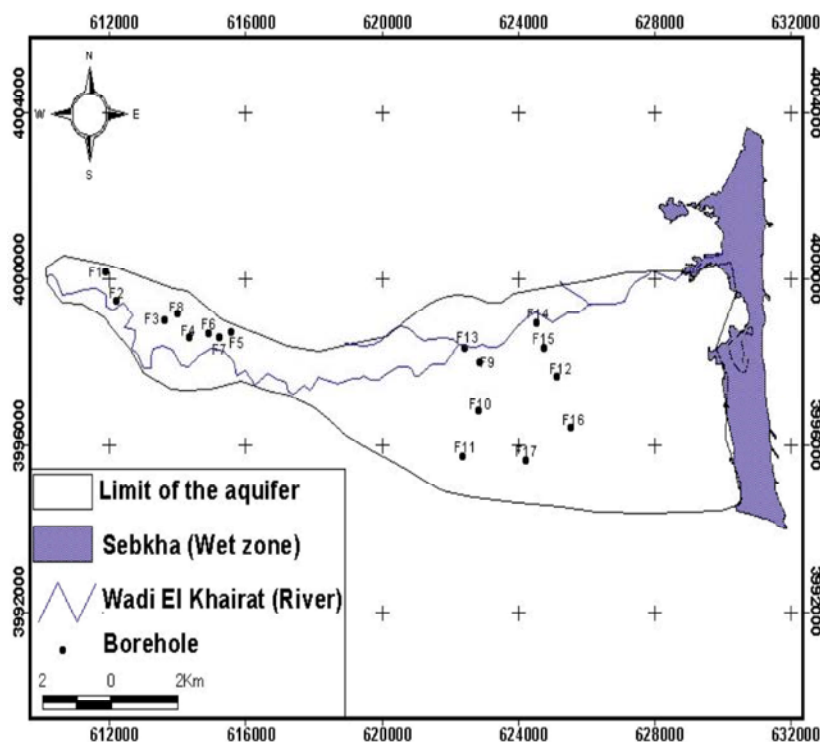 612000 616000 620000 624000 628000 632000
N
W E
S
4004000 4004000
4000000 4000000
3996000 3996000
3992000 3992000
F1
F2
F8
F3
F4 F6
F7 F5
F13 F14
F9 F15
F12
F10
F16
F11 F17
Limit of the aquifer
Sebkha (Wet zone)
Wadi El Khairat (River)
Borehole
2 0 2Km
612000 616000 620000 624000 628000 632000